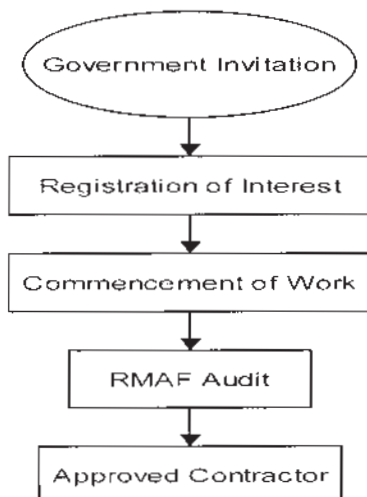 Government Invitation
Registration of Interest
Commencement of Work
RMAF Audit
Approved Contractor